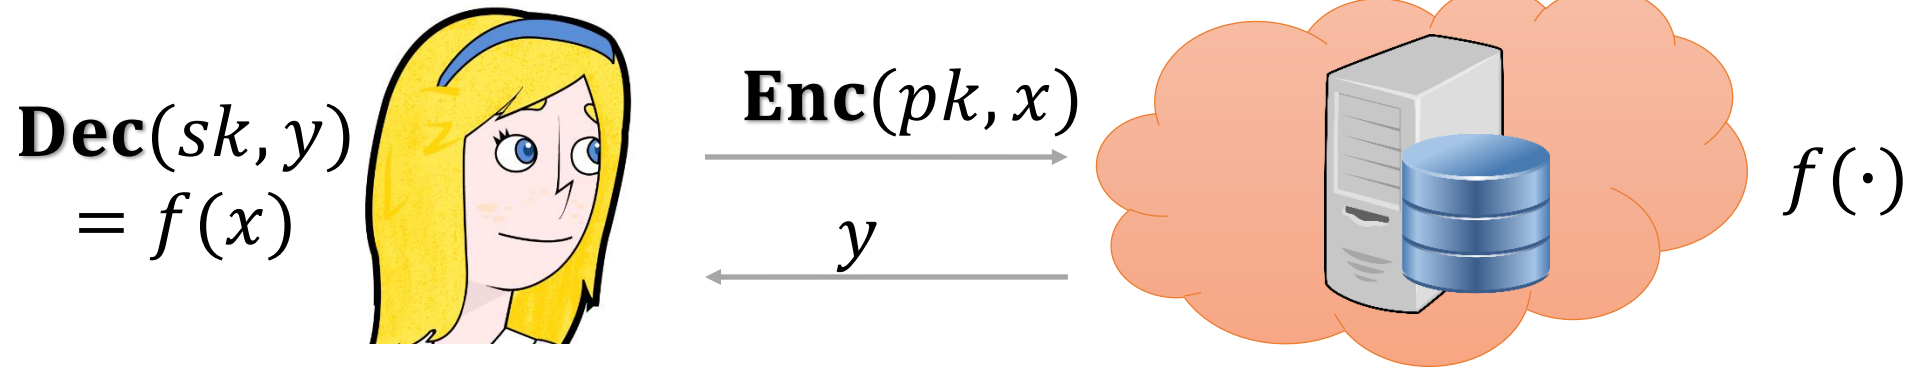 Dec(sk, y)
= f(x)
Enc(pk, x)
y
f(·)